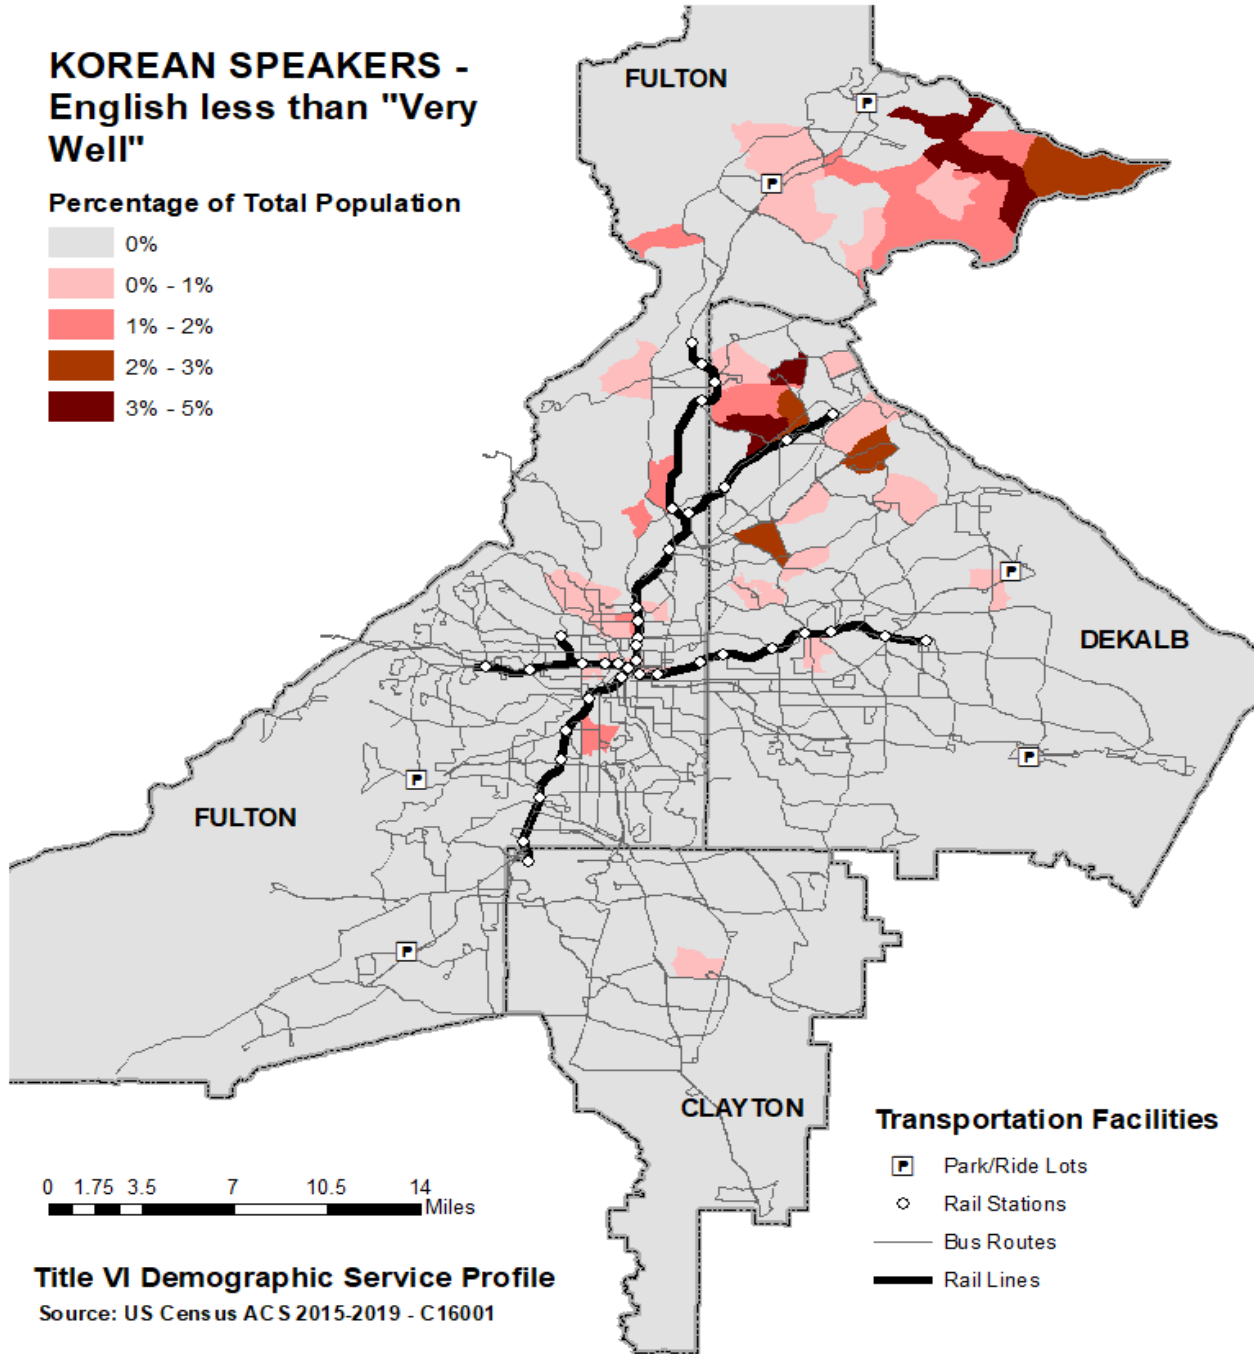 KOREAN SPEAKERS -
English less than "Very
Well"
Percentage of Total Population
0%
0% - 1%
1% - 2%
2% - 3%
3% - 5%
FULTON
P
P
P
DEKALB
P
P
FULTON
P
CLAYTON
Transportation Facilities
P Park/Ride Lots
Rail Stations
Bus Routes
Rail Lines
0 1.75 3.5 7 10.5 14
Miles
Title VI Demographic Service Profile
Source: US Census ACS 2015-2019 - C16001